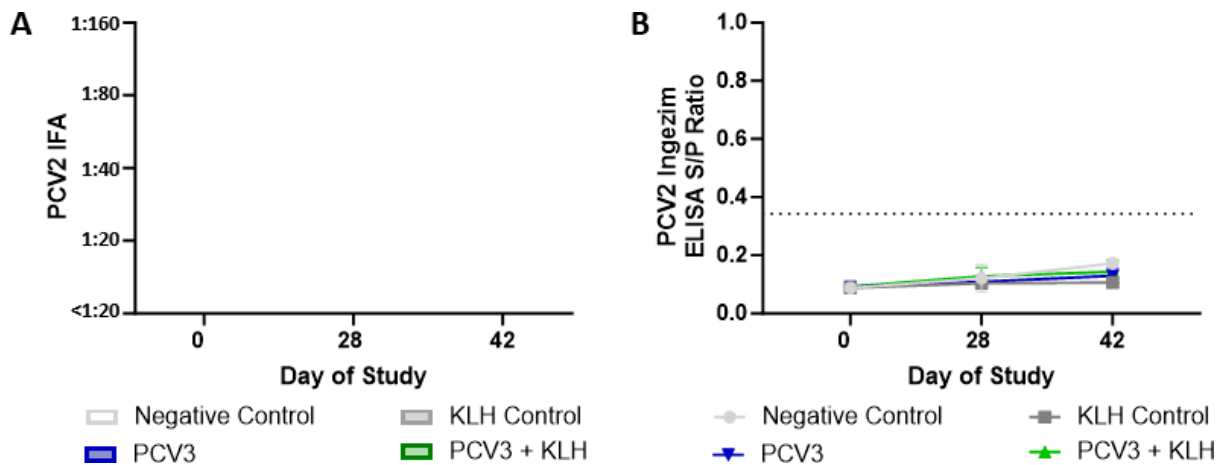 A
PCV2 IFA
1:160
1:80
1:40
1:20
<1:20
0 28 42
Day of Study
Negative Control KLH Control
PCV3 PCV3 + KLH
B
PCV2 Ingezim
ELISA S/P Ratio
1.0
0.8
0.6
0.4
0.2
0.0
0 28 42
Day of Study
Negative Control KLH Control
PCV3 PCV3 + KLH